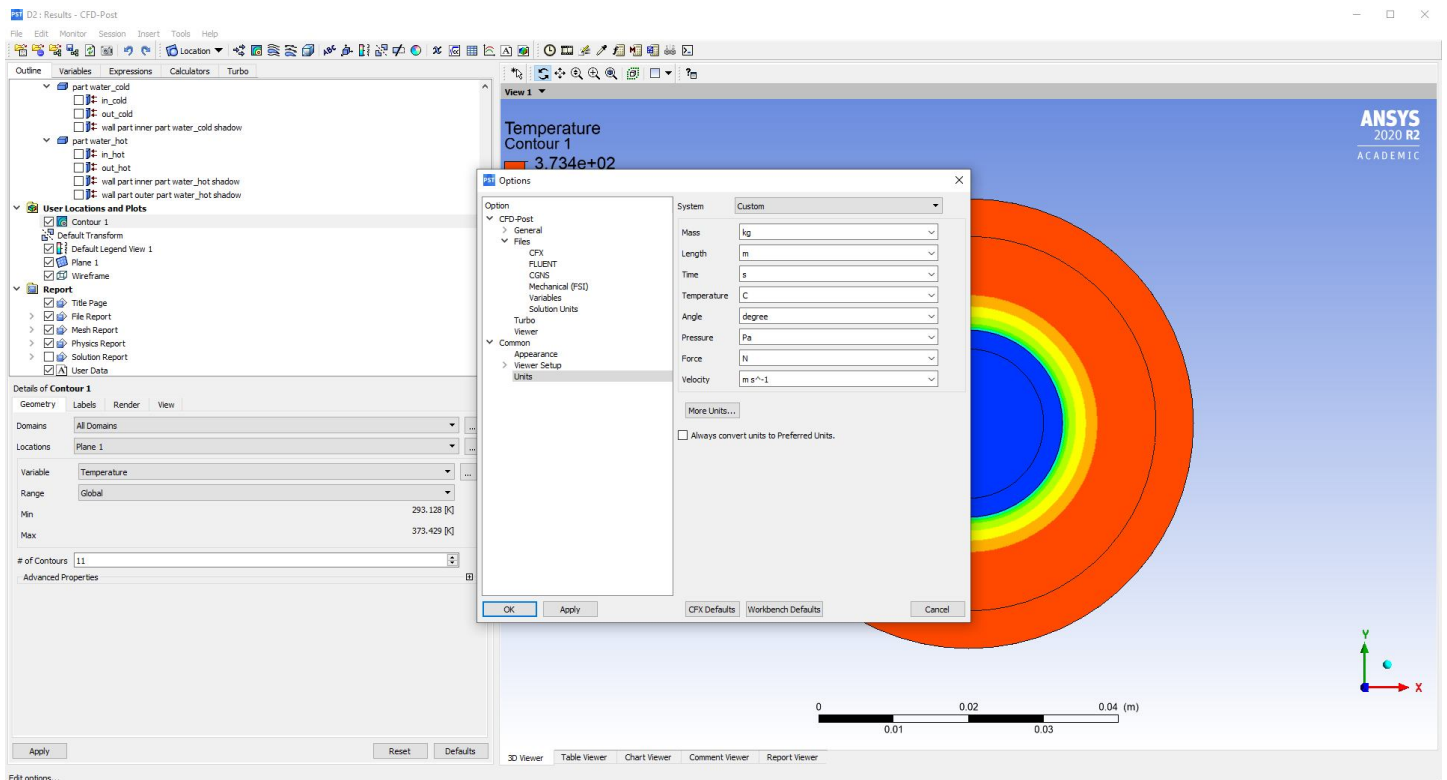 PST D2 : Results - CFD-Post
File Edit Monitor Session Insert Tools Help
Location
Outline Variables Expressions Calculators Turbo
part water_cold
in_cold
out_cold
wall part inner part water_cold shadow
part water_hot
in_hot
out_hot
wall part inner part water_hot shadow
wall part outer part water_hot shadow
User Locations and Plots
Contour 1
Default Transform
Default Legend View 1
Plane 1
Wireframe
Report
Title Page
File Report
Mesh Report
Physics Report
Solution Report
User Data
Details of Contour 1
Geometry Labels Render View
Domains All Domains ...
Locations Plane 1 ...
Variable Temperature ...
Range Global
Min 293.128 [K]
Max 373.429 [K]
# of Contours 11
Advanced Properties
Apply Reset Defaults
Edit options...
View 1
Temperature
Contour 1
3.734e+02
ANSYS
2020 R2
ACADEMIC
PST Options
Option
CFD-Post
General
Files
CFX
FLUENT
CGNS
Mechanical (FSI)
Variables
Solution Units
Turbo
Viewer
Common
Appearance
Viewer Setup
Units
System Custom
Mass kg
Length m
Time s
Temperature C
Angle degree
Pressure Pa
Force N
Velocity m s^-1
More Units...
Always convert units to Preferred Units.
OK Apply CFX Defaults Workbench Defaults Cancel
Y
X
0 0.02 0.04 (m)
0.01 0.03
3D Viewer Table Viewer Chart Viewer Comment Viewer Report Viewer